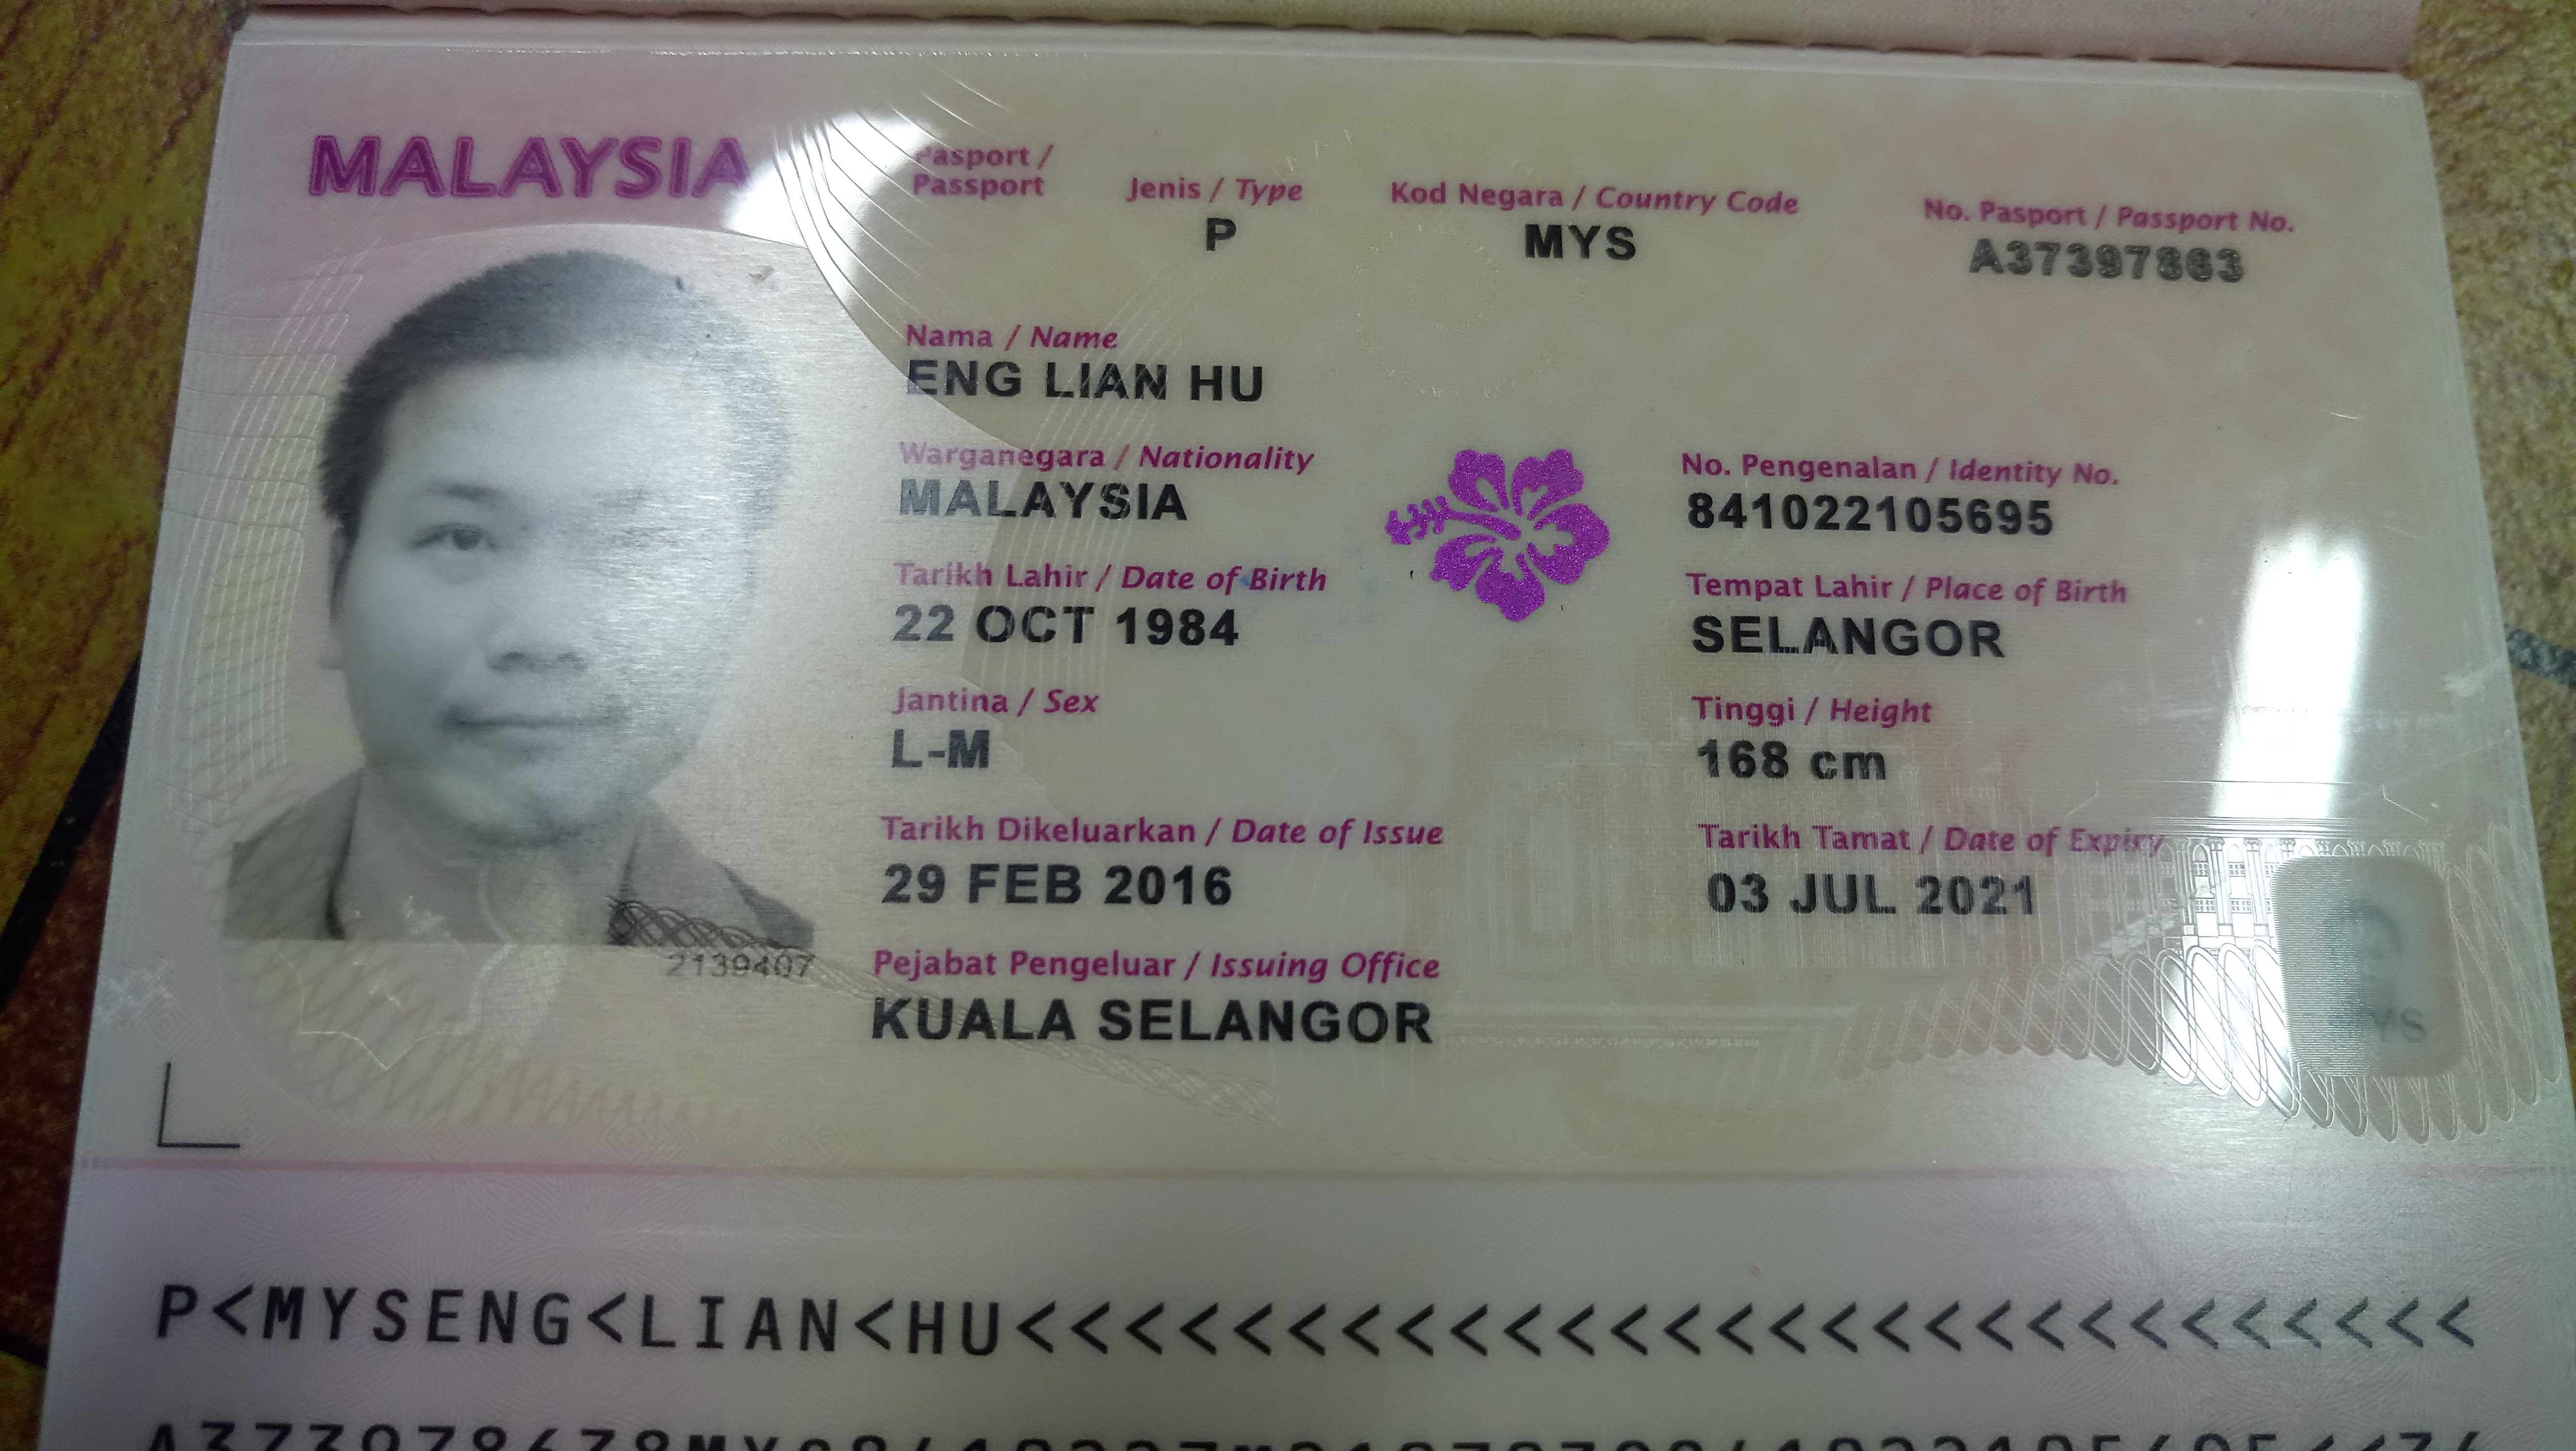 MALAYSIA
Pasport /
Passport
Jenis / Type
P
Kod Negara / Country Code
MYS
No. Pasport / Passport No.
A37397863
Nama / Name
ENG LIAN HU
Warganegara / Nationality
MALAYSIA
No. Pengenalan / Identity No.
841022105695
Tarikh Lahir / Date of Birth
22 OCT 1984
Tempat Lahir / Place of Birth
SELANGOR
Jantina / Sex
L-M
Tinggi / Height
168 cm
Tarikh Dikeluarkan / Date of Issue
29 FEB 2016
Tarikh Tamat / Date of Expiry
03 JUL 2021
2139407
Pejabat Pengeluar / Issuing Office
KUALA SELANGOR
P<MYSENG<LIAN<HU<<<<<<<<<<<<<<<<<<<<<<<<<<<